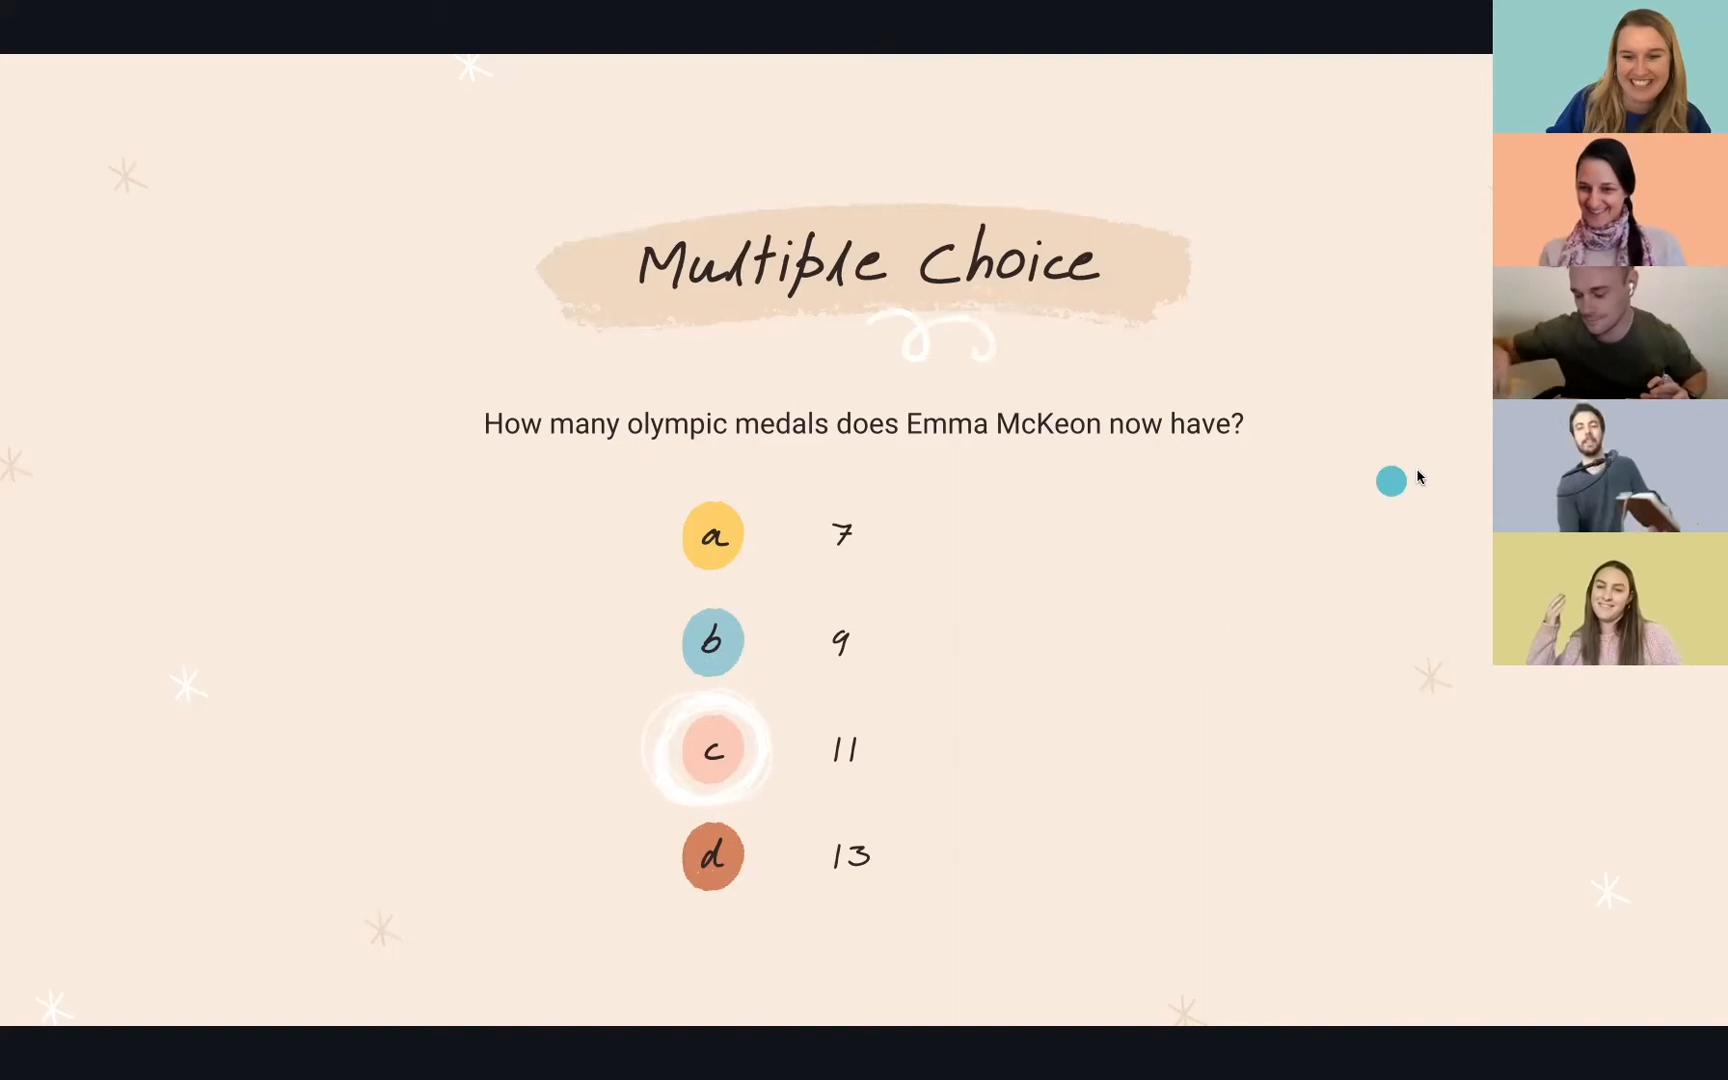 Multiple Choice
How many olympic medals does Emma McKeon now have?
a 7
b 9
c 11
d 13